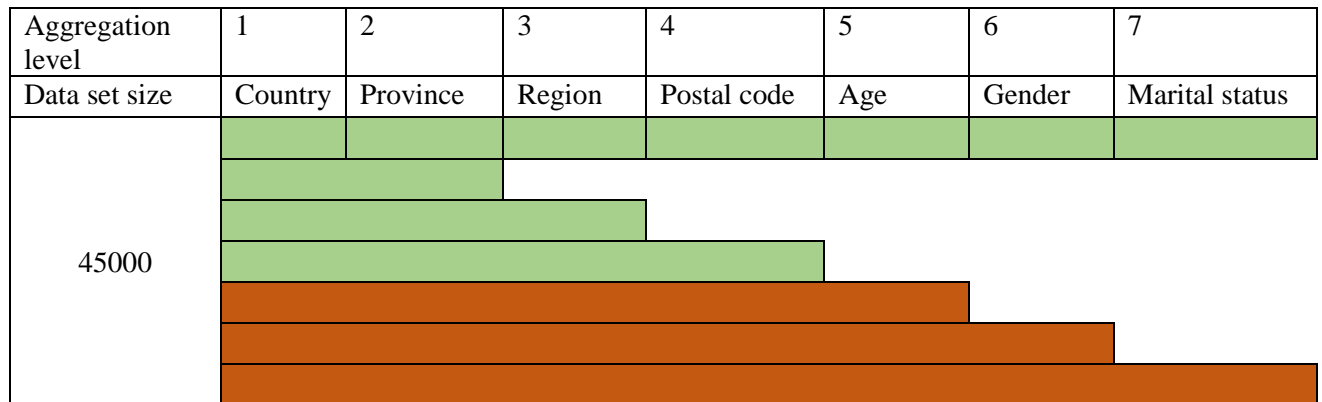 Aggregation level 1 2 3 4 5 6 7
Data set size Country Province Region Postal code Age Gender Marital status
45000